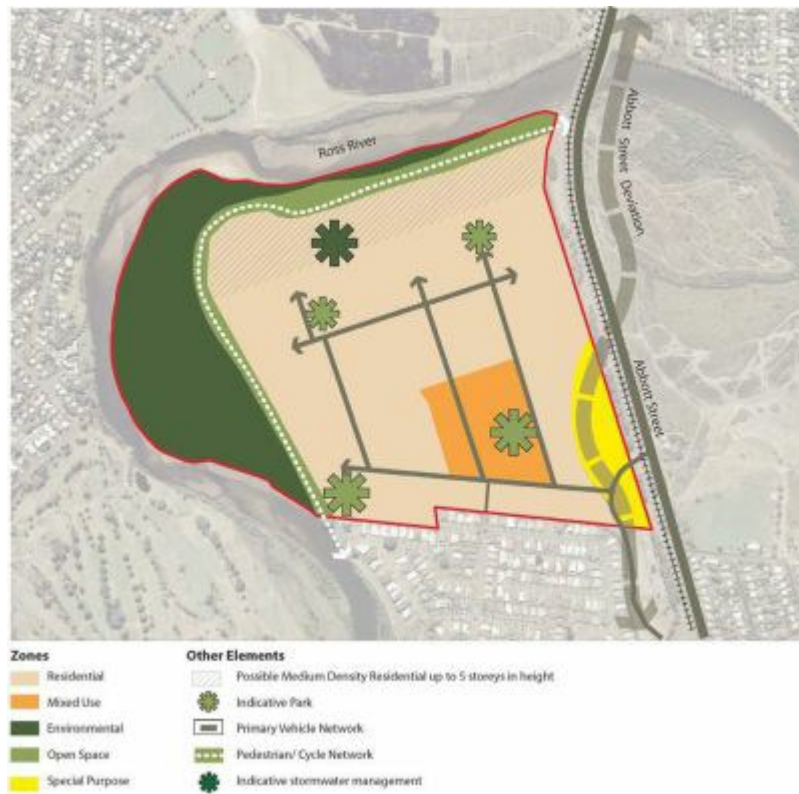 Ross River
Abbott Street Deviation
Abbott Street
Zones
Residential
Mixed Use
Environmental
Open Space
Special Purpose
Other Elements
Possible Medium Density Residential up to 5 storeys in height
Indicative Park
Primary Vehicle Network
Pedestrian/ Cycle Network
Indicative stormwater management